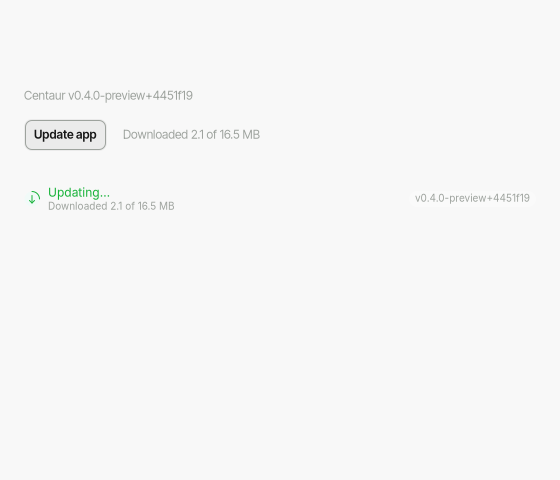 Centaur v0.4.0-preview+4451f19
Update app Downloaded 2.1 of 16.5 MB
Updating...
Downloaded 2.1 of 16.5 MB
v0.4.0-preview+4451f19